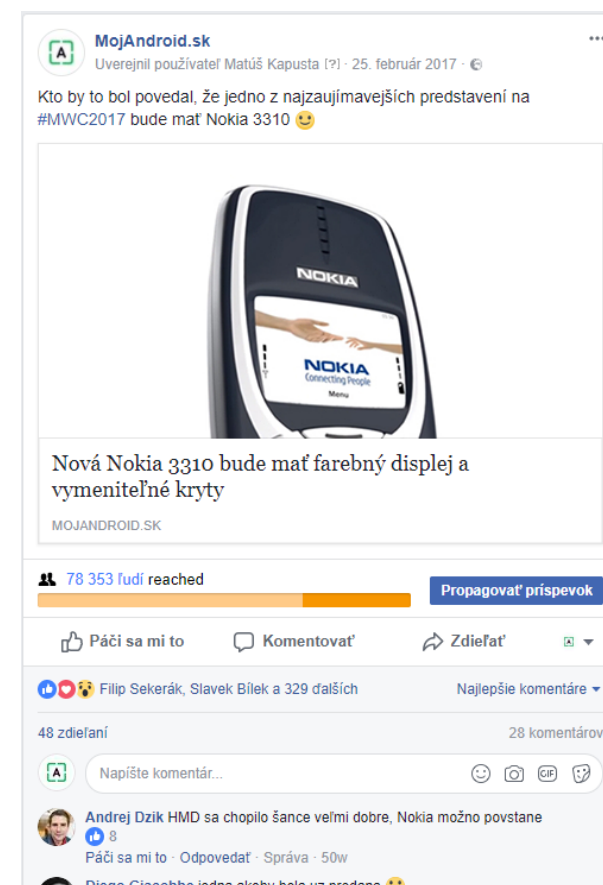 MojAndroid.sk
Uverejnil používateľ Matúš Kapusta [?] · 25. február 2017 ·
Kto by to bol povedal, že jedno z najzaujímavejších predstavení na
#MWC2017 bude mať Nokia 3310
NOKIA
NOKIA
Connecting People
Menu
Nová Nokia 3310 bude mať farebný displej a
vymeniteľné kryty
MOJANDROID.SK
78 353 ľudí reached
Propagovať príspevok
Páči sa mi to Komentovať Zdieľať
Filip Sekerák, Slavek Bílek a 329 ďalších Najlepšie komentáre
48 zdieľaní 28 komentárov
Napíšte komentár... GIF
Andrej Dzik HMD sa chopilo šance veľmi dobre, Nokia možno povstane
8
Páči sa mi to · Odpovedať · Správa · 50w